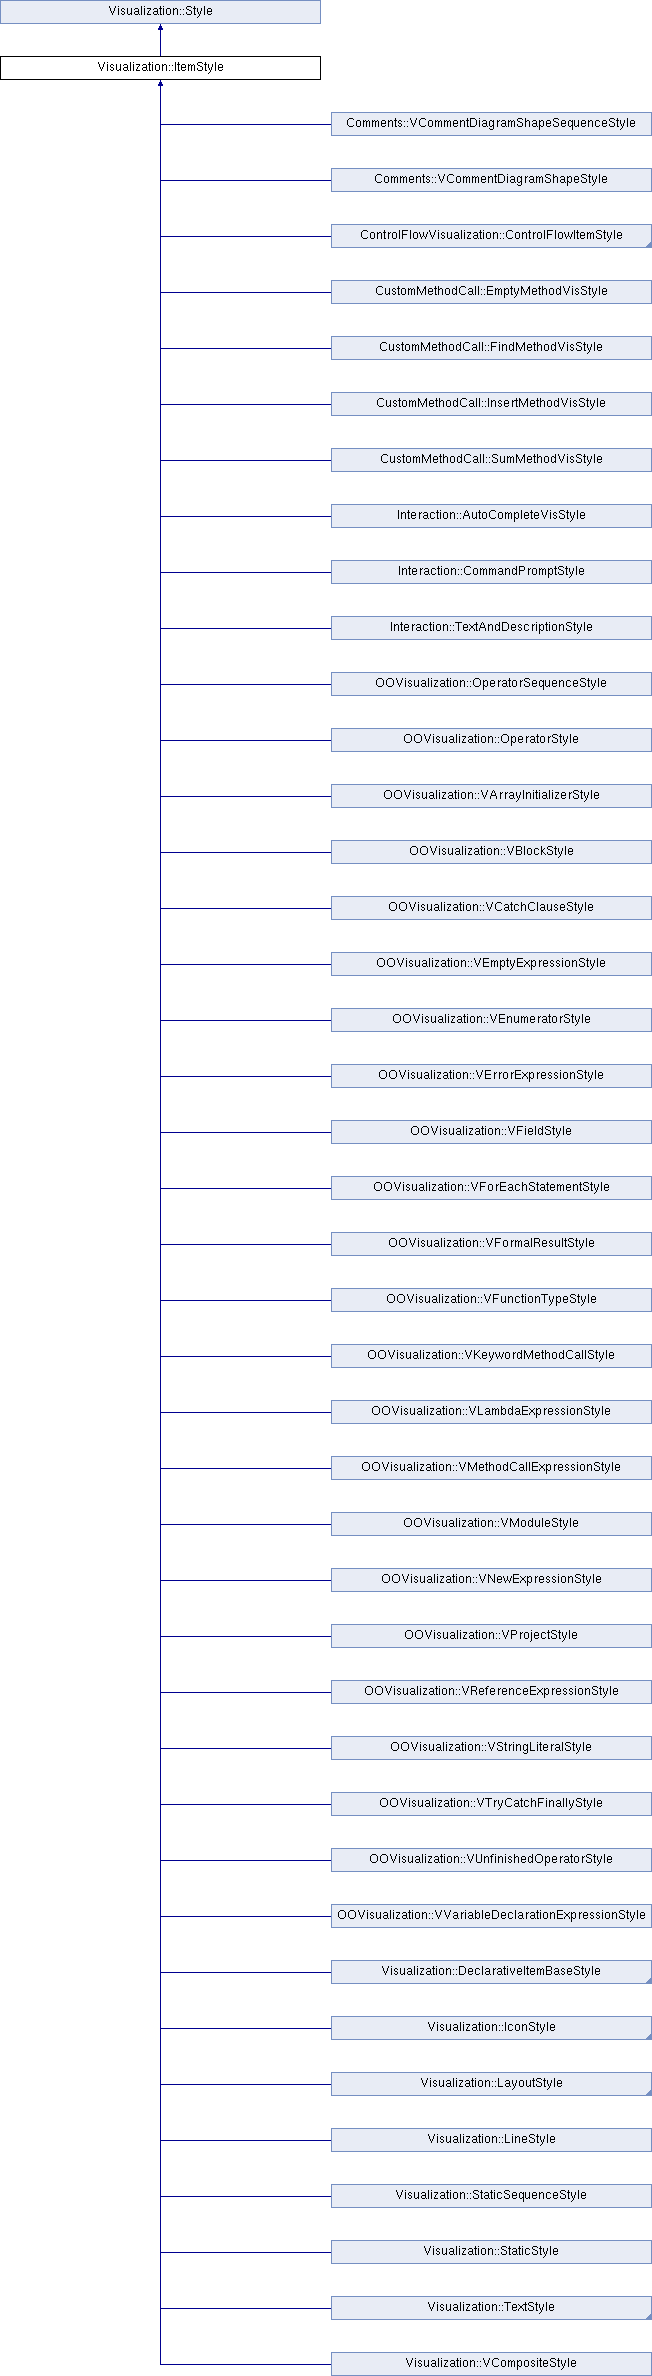 Visualization::Style
Visualization::ItemStyle
Comments::VCommentDiagramShapeSequenceStyle
Comments::VCommentDiagramShapeStyle
ControlFlowVisualization::ControlFlowItemStyle
CustomMethodCall::EmptyMethodVisStyle
CustomMethodCall::FindMethodVisStyle
CustomMethodCall::InsertMethodVisStyle
CustomMethodCall::SumMethodVisStyle
Interaction::AutoCompleteVisStyle
Interaction::CommandPromptStyle
Interaction::TextAndDescriptionStyle
OOVisualization::OperatorSequenceStyle
OOVisualization::OperatorStyle
OOVisualization::VArrayInitializerStyle
OOVisualization::VBlockStyle
OOVisualization::VCatchClauseStyle
OOVisualization::VEmptyExpressionStyle
OOVisualization::VEnumeratorStyle
OOVisualization::VErrorExpressionStyle
OOVisualization::VFieldStyle
OOVisualization::VForEachStatementStyle
OOVisualization::VFormalResultStyle
OOVisualization::VFunctionTypeStyle
OOVisualization::VKeywordMethodCallStyle
OOVisualization::VLambdaExpressionStyle
OOVisualization::VMethodCallExpressionStyle
OOVisualization::VModuleStyle
OOVisualization::VNewExpressionStyle
OOVisualization::VProjectStyle
OOVisualization::VReferenceExpressionStyle
OOVisualization::VStringLiteralStyle
OOVisualization::VTryCatchFinallyStyle
OOVisualization::VUnfinishedOperatorStyle
OOVisualization::VVariableDeclarationExpressionStyle
Visualization::DeclarativeItemBaseStyle
Visualization::IconStyle
Visualization::LayoutStyle
Visualization::LineStyle
Visualization::StaticSequenceStyle
Visualization::StaticStyle
Visualization::TextStyle
Visualization::VCompositeStyle